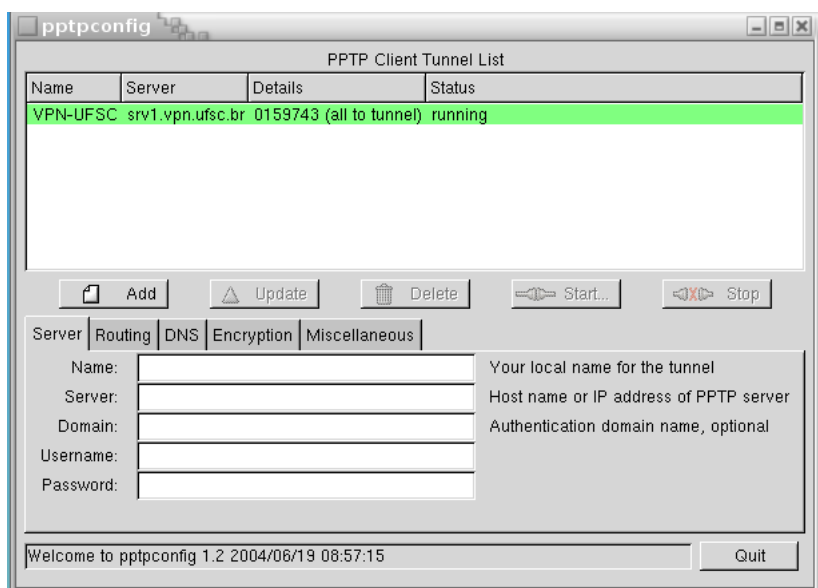 pptpconfig
PPTP Client Tunnel List
Name Server Details Status
VPN-UFSC srv1.vpn.ufsc.br 0159743 (all to tunnel) running
Add Update Delete Start... Stop
Server Routing DNS Encryption Miscellaneous
Name: Your local name for the tunnel
Server: Host name or IP address of PPTP server
Domain: Authentication domain name, optional
Username:
Password:
Welcome to pptpconfig 1.2 2004/06/19 08:57:15 Quit